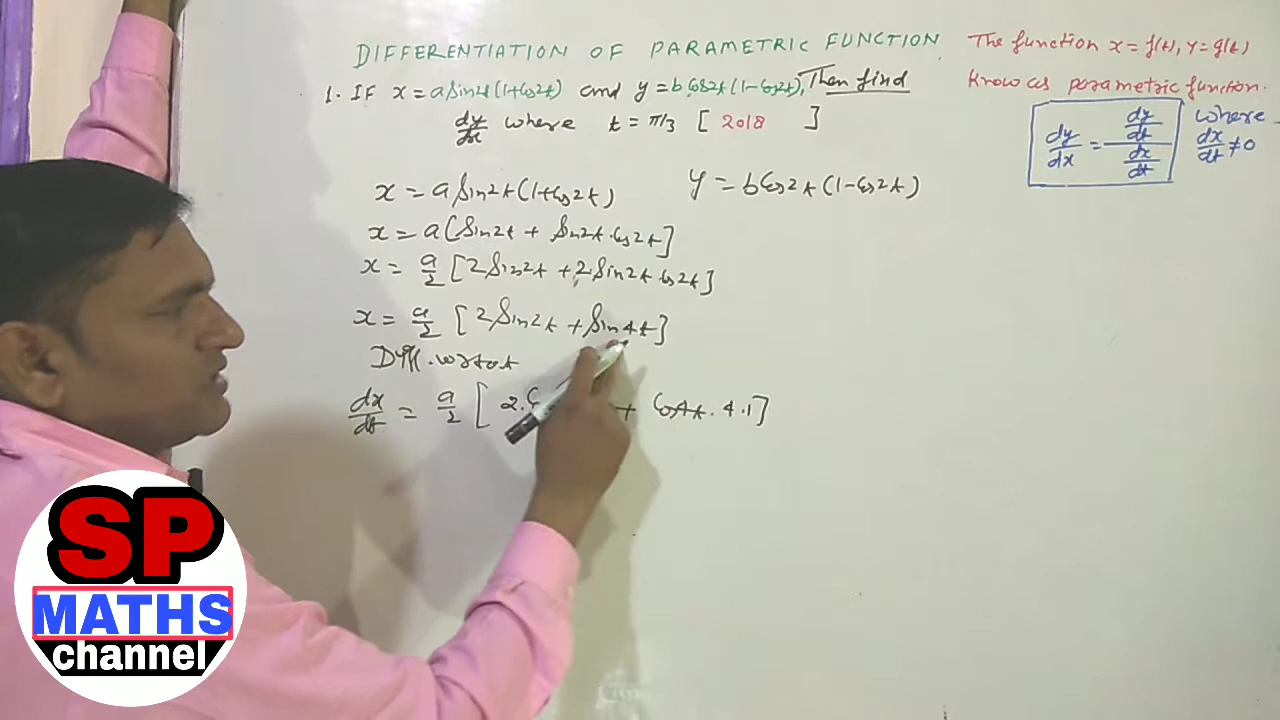 DIFFERENTIATION OF PARAMETRIC FUNCTION
1. IF x = a sin2t (1+cos2t) and y = b cos2t (1-cos2t), Then find
dy/dx where t = π/3 [ 2018 ]
The function x = f(t), y = g(t)
Know as parametric function.
dy/dx = (dy/dt)/(dx/dt) where dx/dt ≠ 0
x = a sin2t (1+cos2t)
y = b cos2t (1-cos2t)
x = a [sin2t + sin2t.cos2t]
x = a/2 [2 sin2t + 2 sin2t.cos2t]
x = a/2 [2 sin2t + sin4t]
Diff. w.r.to t
dx/dt = a/2 [ 2. + cos4t. 4.1]
SP
MATHS
channel